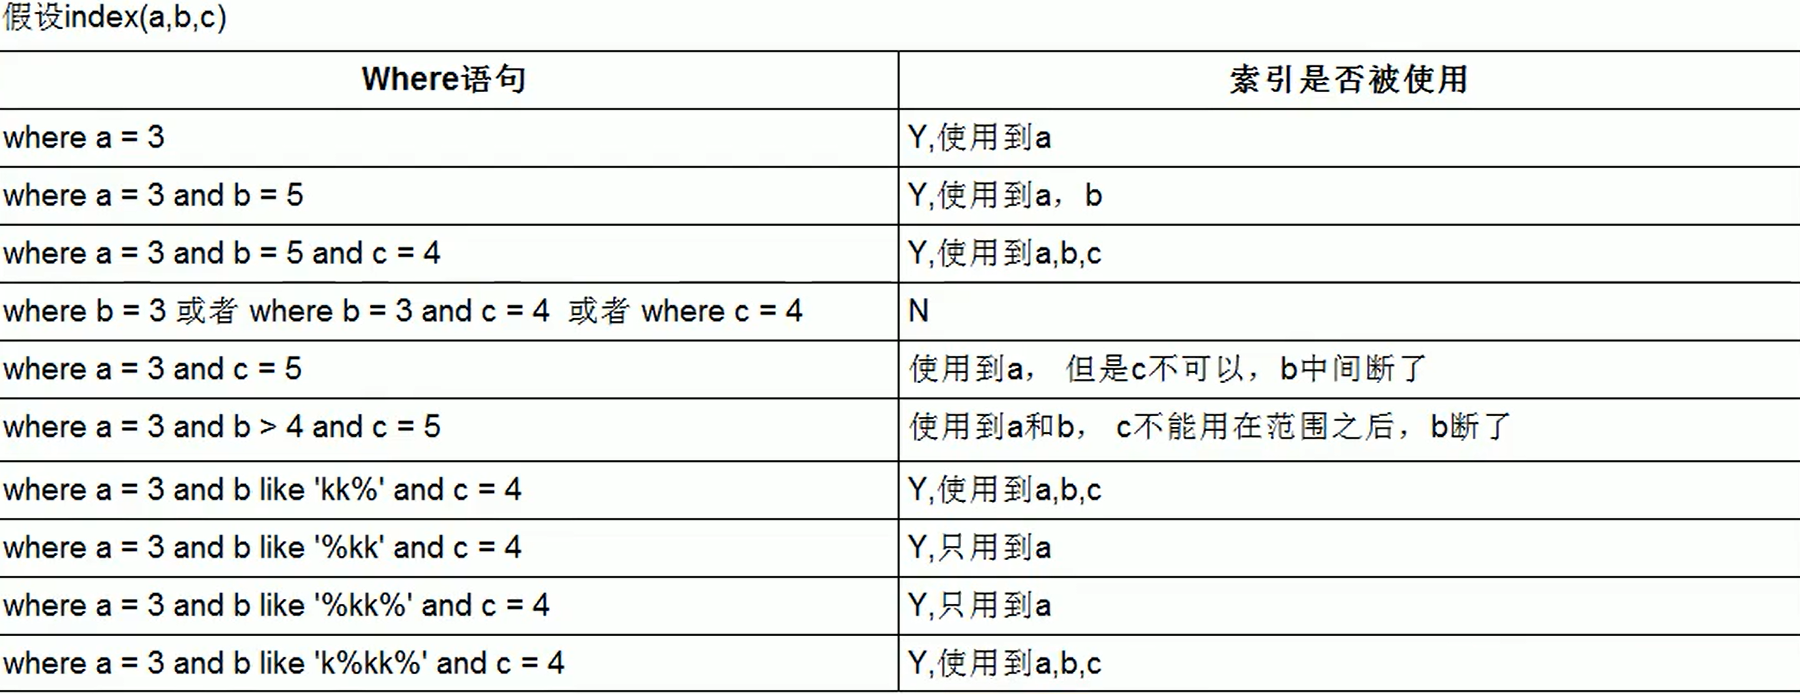 假设index(a,b,c)
Where语句 索引是否被使用
where a = 3 Y,使用到a
where a = 3 and b = 5 Y,使用到a，b
where a = 3 and b = 5 and c = 4 Y,使用到a,b,c
where b = 3 或者 where b = 3 and c = 4 或者 where c = 4 N
where a = 3 and c = 5 使用到a， 但是c不可以，b中间断了
where a = 3 and b > 4 and c = 5 使用到a和b， c不能用在范围之后，b断了
where a = 3 and b like 'kk%' and c = 4 Y,使用到a,b,c
where a = 3 and b like '%kk' and c = 4 Y,只用到a
where a = 3 and b like '%kk%' and c = 4 Y,只用到a
where a = 3 and b like 'k%kk%' and c = 4 Y,使用到a,b,c